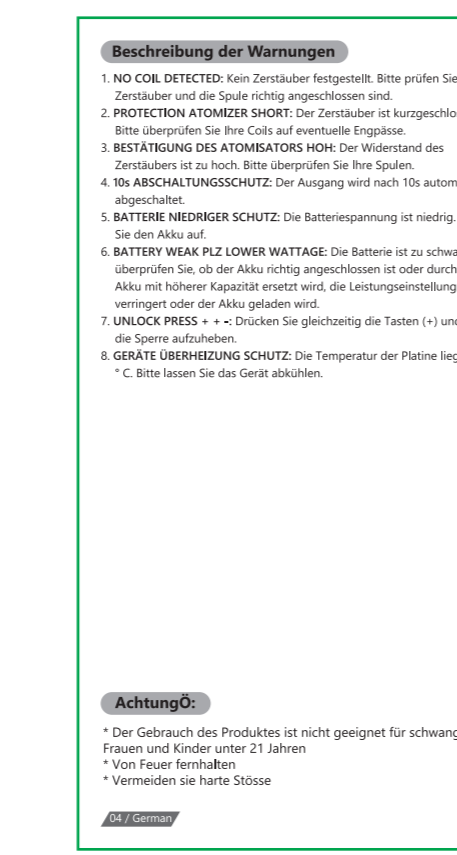 Beschreibung der Warnungen
1. NO COIL DETECTED: Kein Zerstäuber festgestellt. Bitte prüfen Sie
Zerstäuber und die Spule richtig angeschlossen sind.
2. PROTECTION ATOMIZER SHORT: Der Zerstäuber ist
Bitte überprüfen Sie Ihre Coils auf eventuelle Engpässe.
3. BESTÄTIGUNG DES ATOMISATORS HOH: Der Widerstand des
Zerstäubers ist zu hoch. Bitte überprüfen Sie Ihre Spulen.
4. 10s ABSCHALTUNGSSCHUTZ: Der Ausgang wird nach 10s
abgeschaltet.
5. BATTERIE NIEDRIGER SCHUTZ: Die Batteriespannung ist niedrig.
Sie den Akku auf.
6. BATTERY WEAK PLZ LOWER WATTAGE: Die Batterie ist zu
überprüfen Sie, ob der Akku richtig angeschlossen ist oder durch
Akku mit höherer Kapazität ersetzt wird, die Leistungseinstellung
verringert oder der Akku geladen wird.
7. UNLOCK PRESS + + -: Drücken Sie gleichzeitig die Tasten (+)
die Sperre aufzuheben.
8. GERÄTE ÜBERHEIZUNG SCHUTZ: Die Temperatur der Platine
° C. Bitte lassen Sie das Gerät abkühlen.
AchtungÖ:
* Der Gebrauch des Produktes ist nicht geeignet für
Frauen und Kinder unter 21 Jahren
* Von Feuer fernhalten
* Vermeiden sie harte Stösse
04 / German